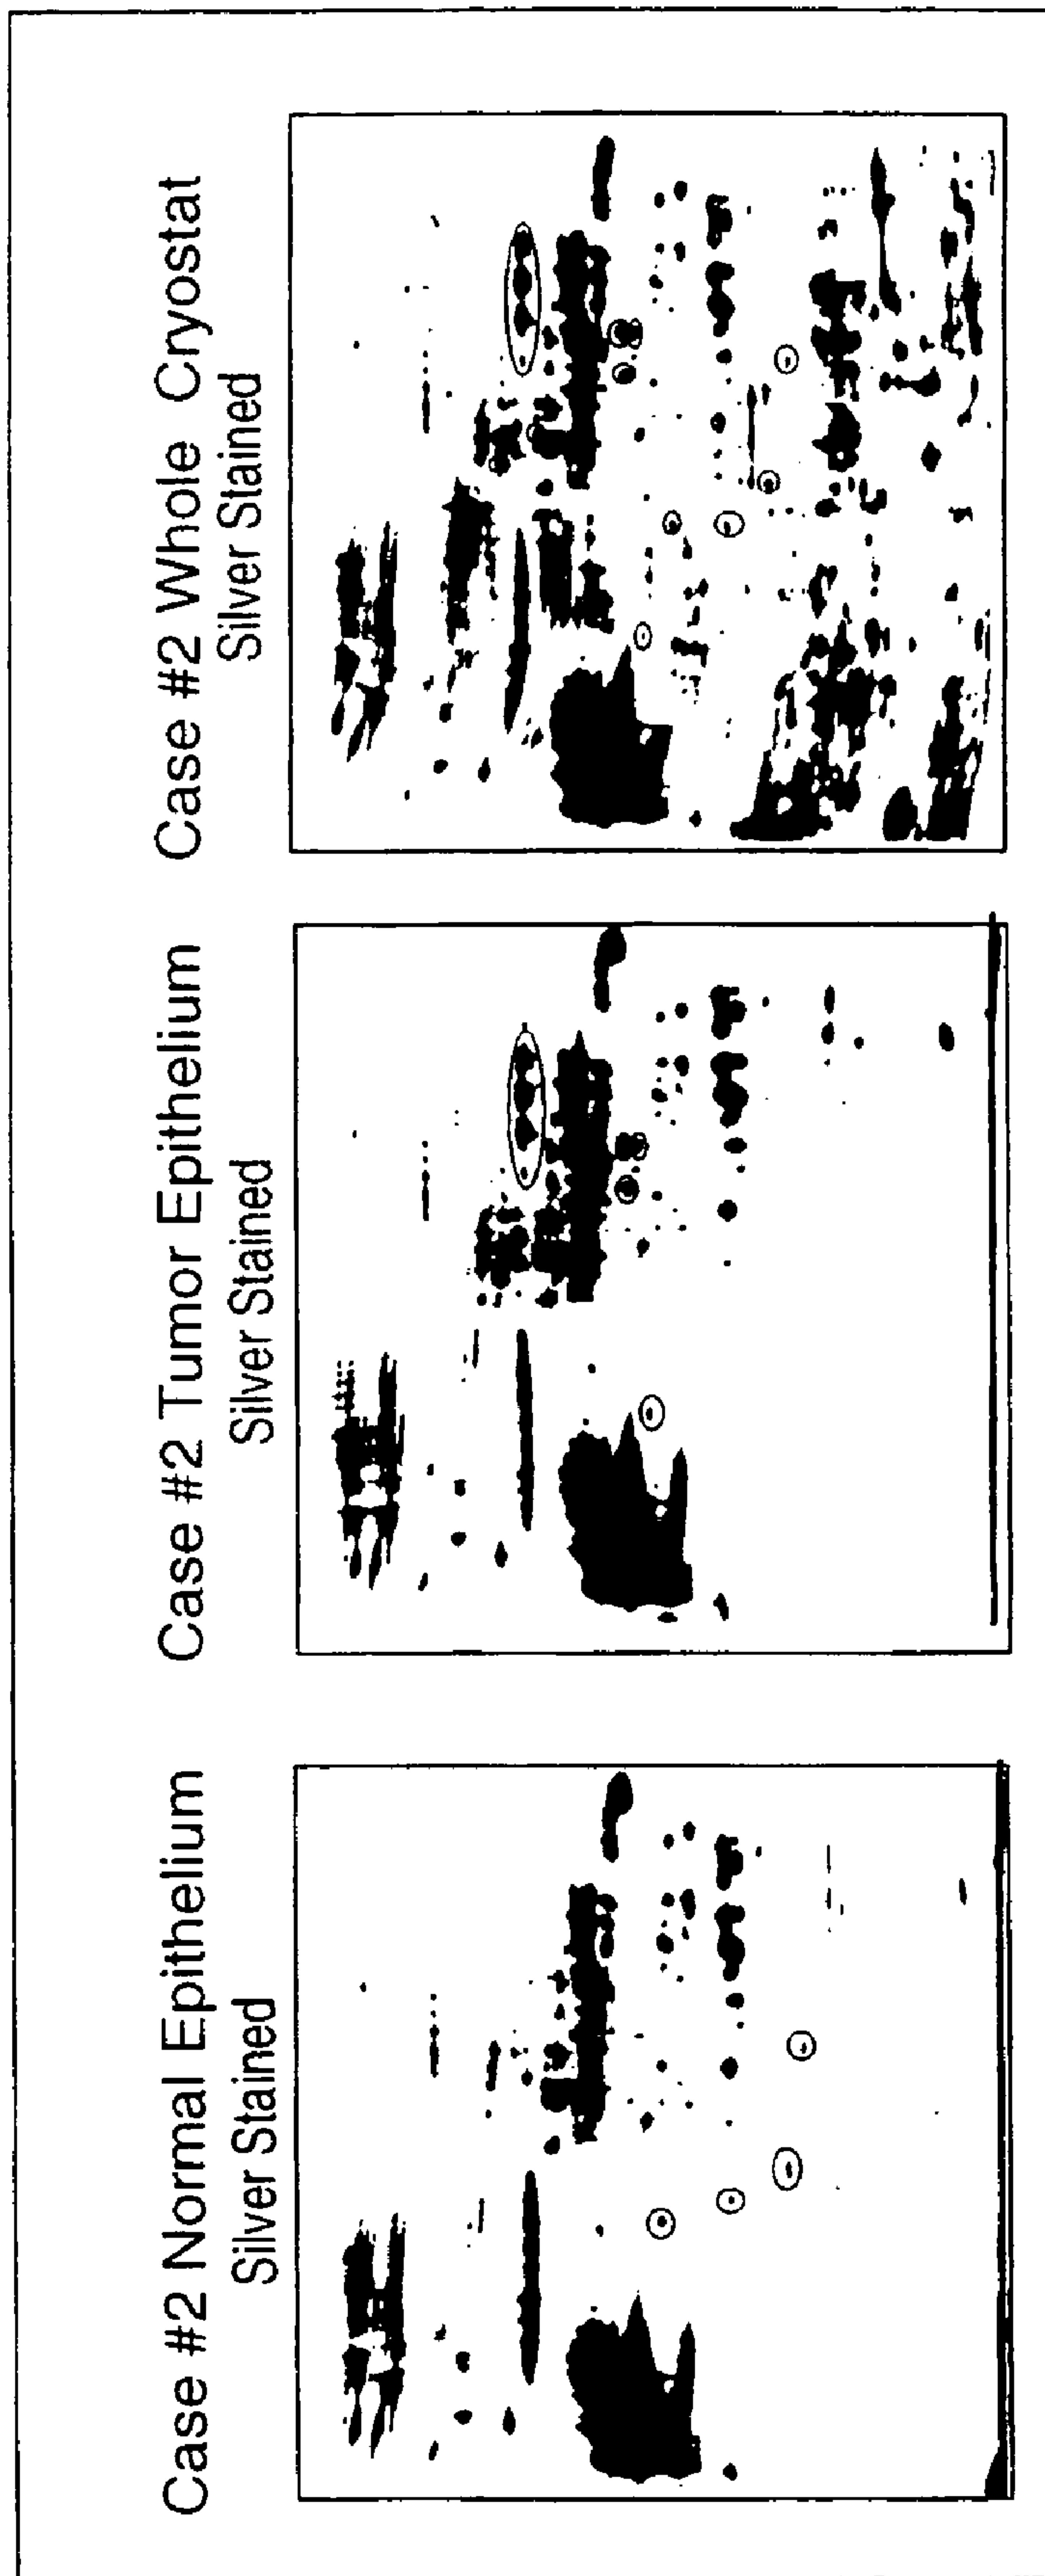 Case #2 Normal Epithelium
Silver Stained
Case #2 Tumor Epithelium
Silver Stained
Case #2 Whole Cryostat
Silver Stained